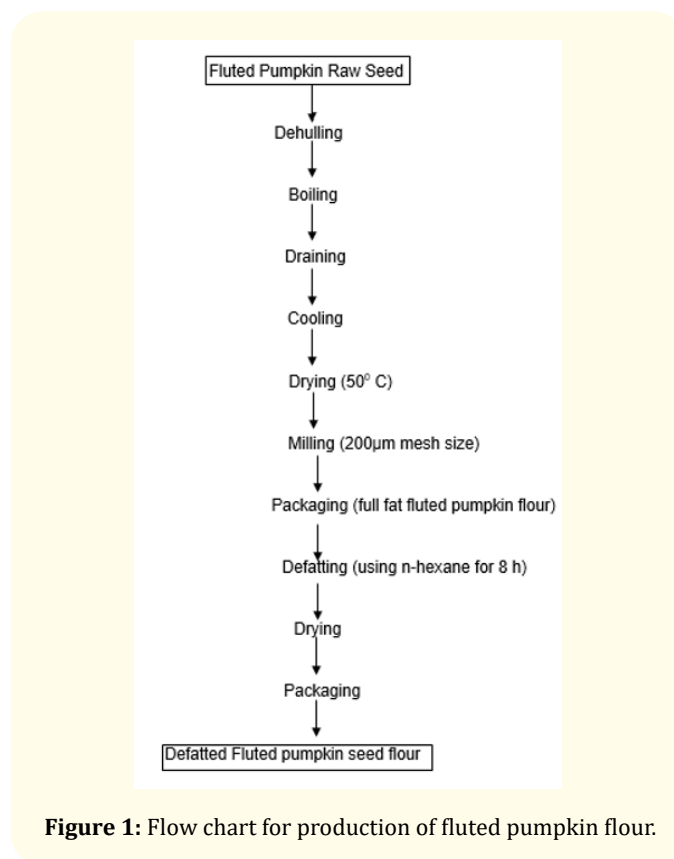 Fluted Pumpkin Raw Seed
Dehulling
Boiling
Draining
Cooling
Drying (50⁰ C)
Milling (200µm mesh size)
Packaging (full fat fluted pumpkin flour)
Defatting (using n-hexane for 8 h)
Drying
Packaging
Defatted Fluted pumpkin seed flour
Figure 1: Flow chart for production of fluted pumpkin flour.